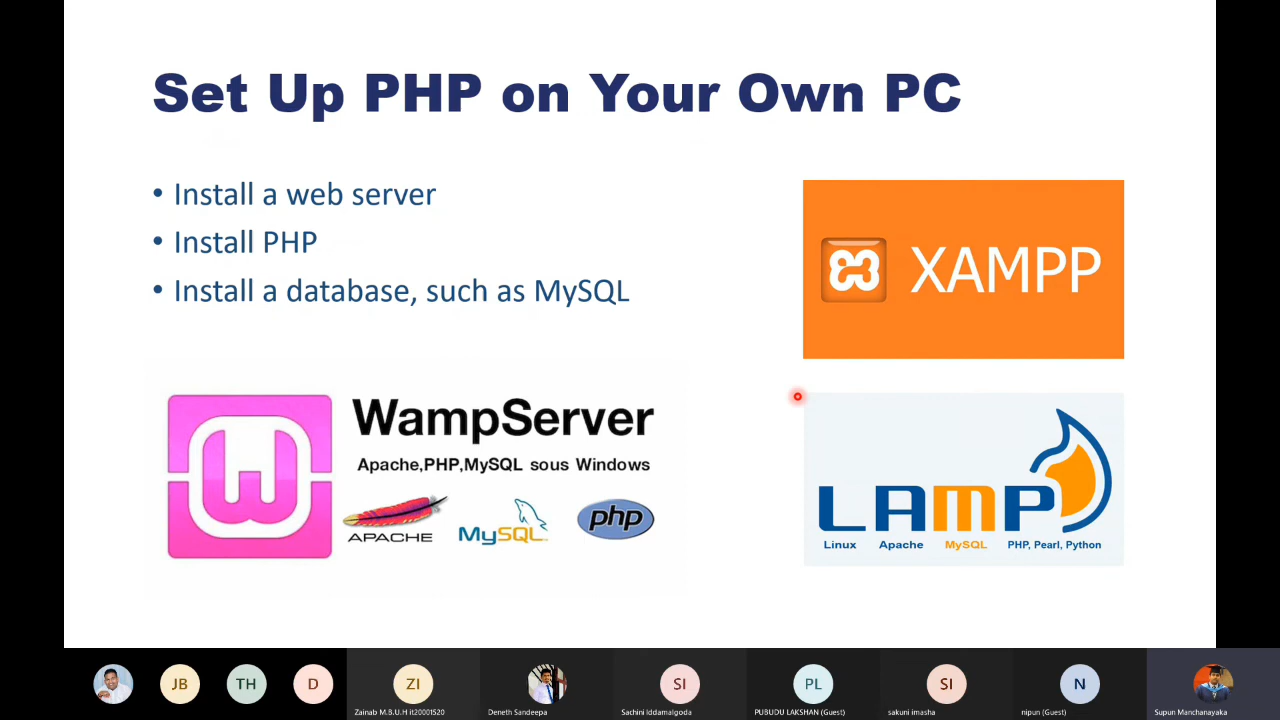 Set Up PHP on Your Own PC
• Install a web server
• Install PHP
• Install a database, such as MySQL
XAMPP
WampServer
Apache,PHP,MySQL sous Windows
APACHE
MySQL
php
LAMP
Linux Apache MySQL PHP, Pearl, Python
JB
TH
D
ZI
SI
PL
SI
N
Zainab M.B.U.H it20001520
Deneth Sandeepa
Sachini Iddamalgoda
PUBUDU LAKSHAN (Guest)
sakuni imasha
nipun (Guest)
Supun Manchanayaka